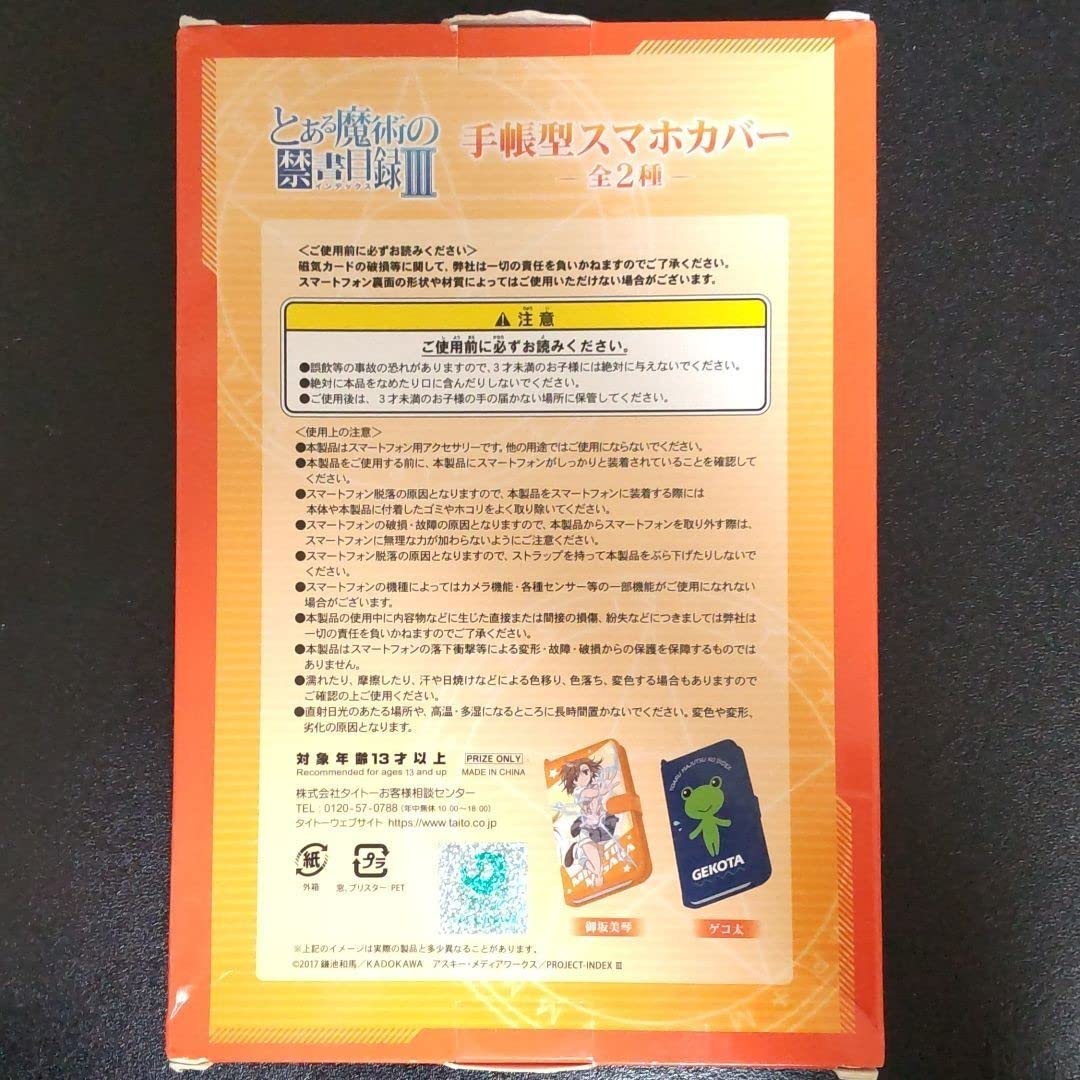 とある魔術の
禁書目録Ⅲ
インデックス
手帳型スマホカバー
－全2種－
＜ご使用前に必ずお読みください＞
磁気カードの破損等に関して、弊社は一切の責任を負いかねますのでご了承ください。
スマートフォン裏面の形状や材質によってはご使用いただけない場合がございます。
⚠注意
ご使用前に必ずお読みください。
●誤飲等の事故の恐れがありますので、3才未満のお子様には絶対に与えないでください。
●絶対に本品をなめたり口に含んだりしないでください。
●ご使用後は、3才未満のお子様の手の届かない場所に保管してください。
＜使用上の注意＞
●本製品はスマートフォン用アクセサリーです。他の用途ではご使用にならないでください。
●本製品をご使用する前に、本製品にスマートフォンがしっかりと装着されていることを確認して
ください。
●スマートフォン脱落の原因となりますので、本製品をスマートフォンに装着する際には
本体や本製品に付着したゴミやホコリをよく取り除いてください。
●スマートフォンの破損・故障の原因となりますので、本製品からスマートフォンを取り外す際は、
スマートフォンに無理な力が加わらないようにご注意ください。
●スマートフォン脱落の原因となりますので、ストラップを持って本製品をぶら下げたりしないで
ください。
●スマートフォンの機種によってはカメラ機能・各種センサー等の一部機能がご使用になれない
場合がございます。
●本製品の使用中に内容物などに生じた直接または間接の損傷、紛失などにつきましては弊社は
一切の責任を負いかねますのでご了承ください。
●本製品はスマートフォンの落下衝撃等による変形・故障・破損からの保護を保障するものでは
ありません。
●濡れたり、摩擦したり、汗や日焼けなどによる色移り、色落ち、変色する場合もありますので
ご確認の上ご使用ください。
●直射日光のあたる場所や、高温・多湿になるところに長時間置かないでください。変色や変形、
劣化の原因となります。
対象年齢13才以上
Recommended for ages 13 and up
PRIZE ONLY
MADE IN CHINA
株式会社タイトーお客様相談センター
TEL：0120-57-0788（年中無休 10：00〜18：00）
タイトーウェブサイト https://www.taito.co.jp
紙
外箱
プラ
窓、ブリスター：PET
TOARU MAJUTSU NO INDEX
GEKOTA
御坂美琴
ゲコ太
※上記のイメージは実際の製品と多少異なることがあります。
©2017 鎌池和馬／KADOKAWA アスキー・メディアワークス／PROJECT-INDEX Ⅲ